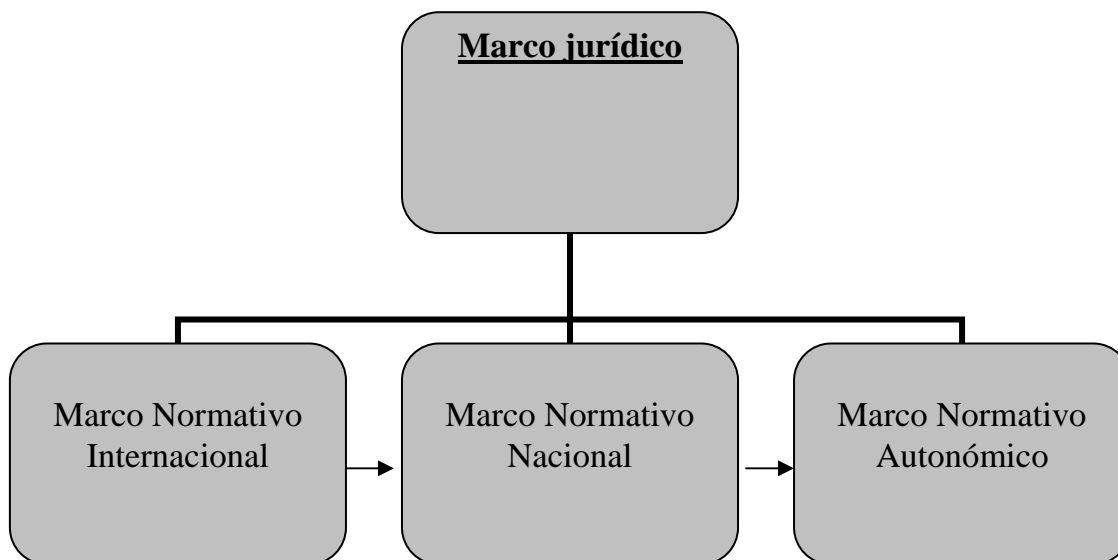 Marco jurídico
Marco Normativo
Internacional
Marco Normativo
Nacional
Marco Normativo
Autonómico